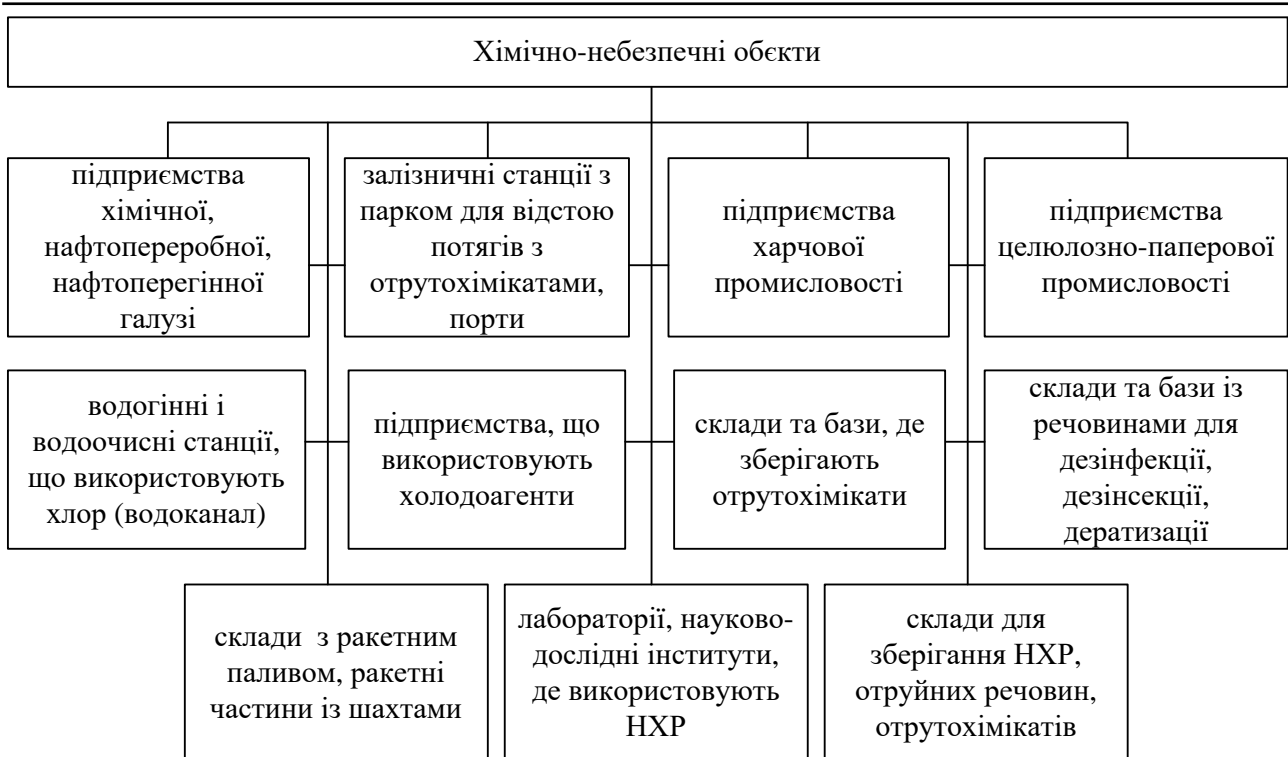 Хімічно-небезпечні обєкти
підприємства
хімічної,
нафтопереробної,
нафтоперегінної
галузі
залізничні станції з
парком для відстою
потягів з
отрутохімікатами,
порти
підприємства
харчової
промисловості
підприємства
целюлозно-паперової
промисловості
водогінні і
водоочисні станції,
що використовують
хлор (водоканал)
підприємства, що
використовують
холодоагенти
склади та бази, де
зберігають
отрутохімікати
склади та бази із
речовинами для
дезінфекції,
дезінсекції,
дератизації
склади з ракетним
паливом, ракетні
частини із шахтами
лабораторії, науково-
дослідні інститути,
де використовують
НХР
склади для
зберігання НХР,
отруйних речовин,
отрутохімікатів